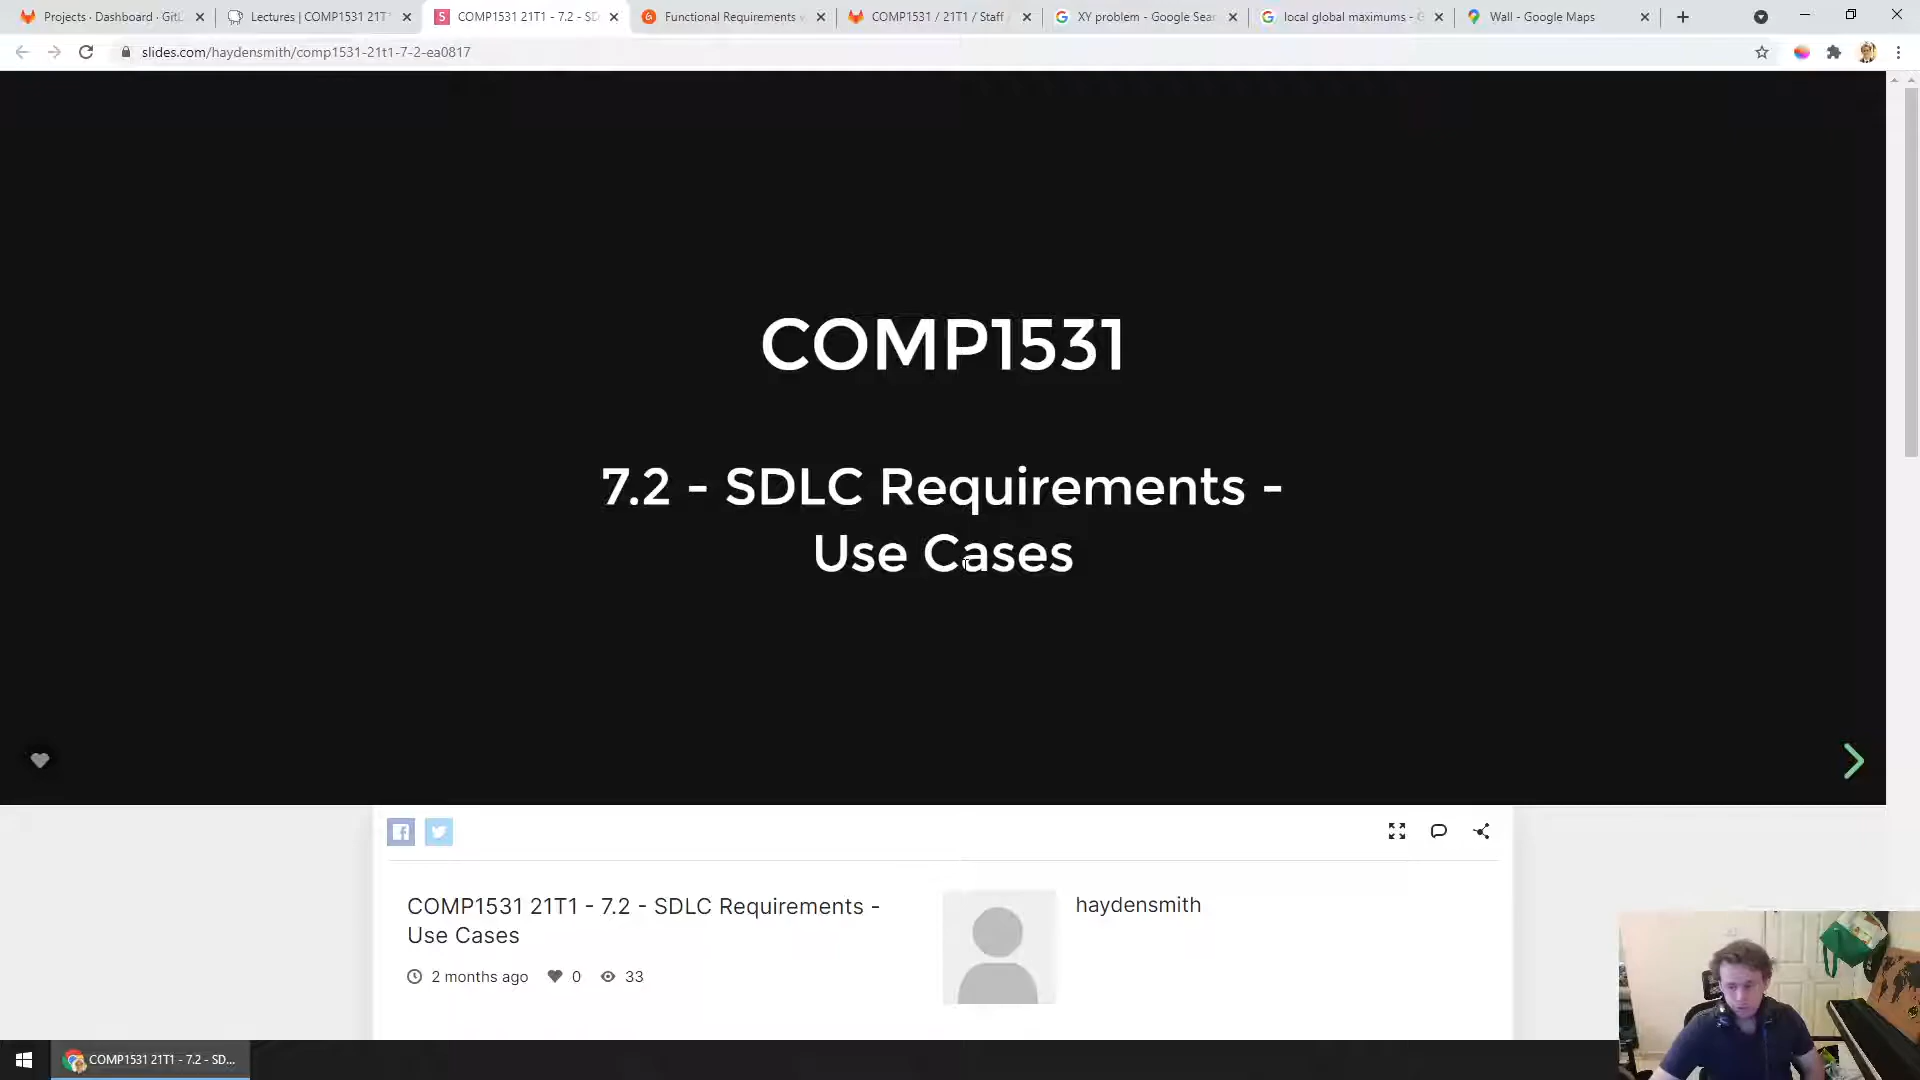 Projects · Dashboard · GitL
Lectures | COMP1531 21T
COMP1531 21T1 - 7.2 - SD
Functional Requirements v
COMP1531 / 21T1 / Staff
XY problem - Google Sear
local global maximums - G
Wall - Google Maps
slides.com/haydensmith/comp1531-21t1-7-2-ea0817
COMP1531
7.2 - SDLC Requirements -
Use Cases
COMP1531 21T1 - 7.2 - SDLC Requirements -
Use Cases
haydensmith
2 months ago 0 33
COMP1531 21T1 - 7.2 - SD...